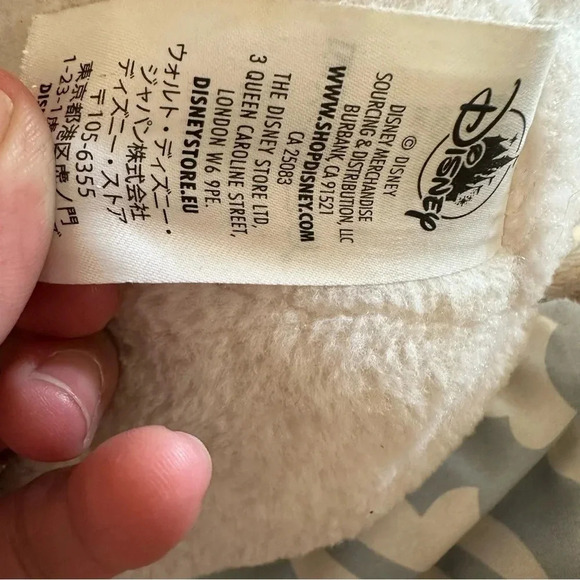 Disney
© DISNEY
DISNEY MERCHANDISE
SOURCING & DISTRIBUTION LLC
BURBANK, CA 91521
WWW.SHOPDISNEY.COM
CA 25083
THE DISNEY STORE LTD,
3 QUEEN CAROLINE STREET,
LONDON W6 9PE.
DISNEYSTORE.EU
ウォルト・ディズニー・
ジャパン株式会社
ディズニー・ストア
〒105-6355
東京都港区虎ノ門
1-23-1